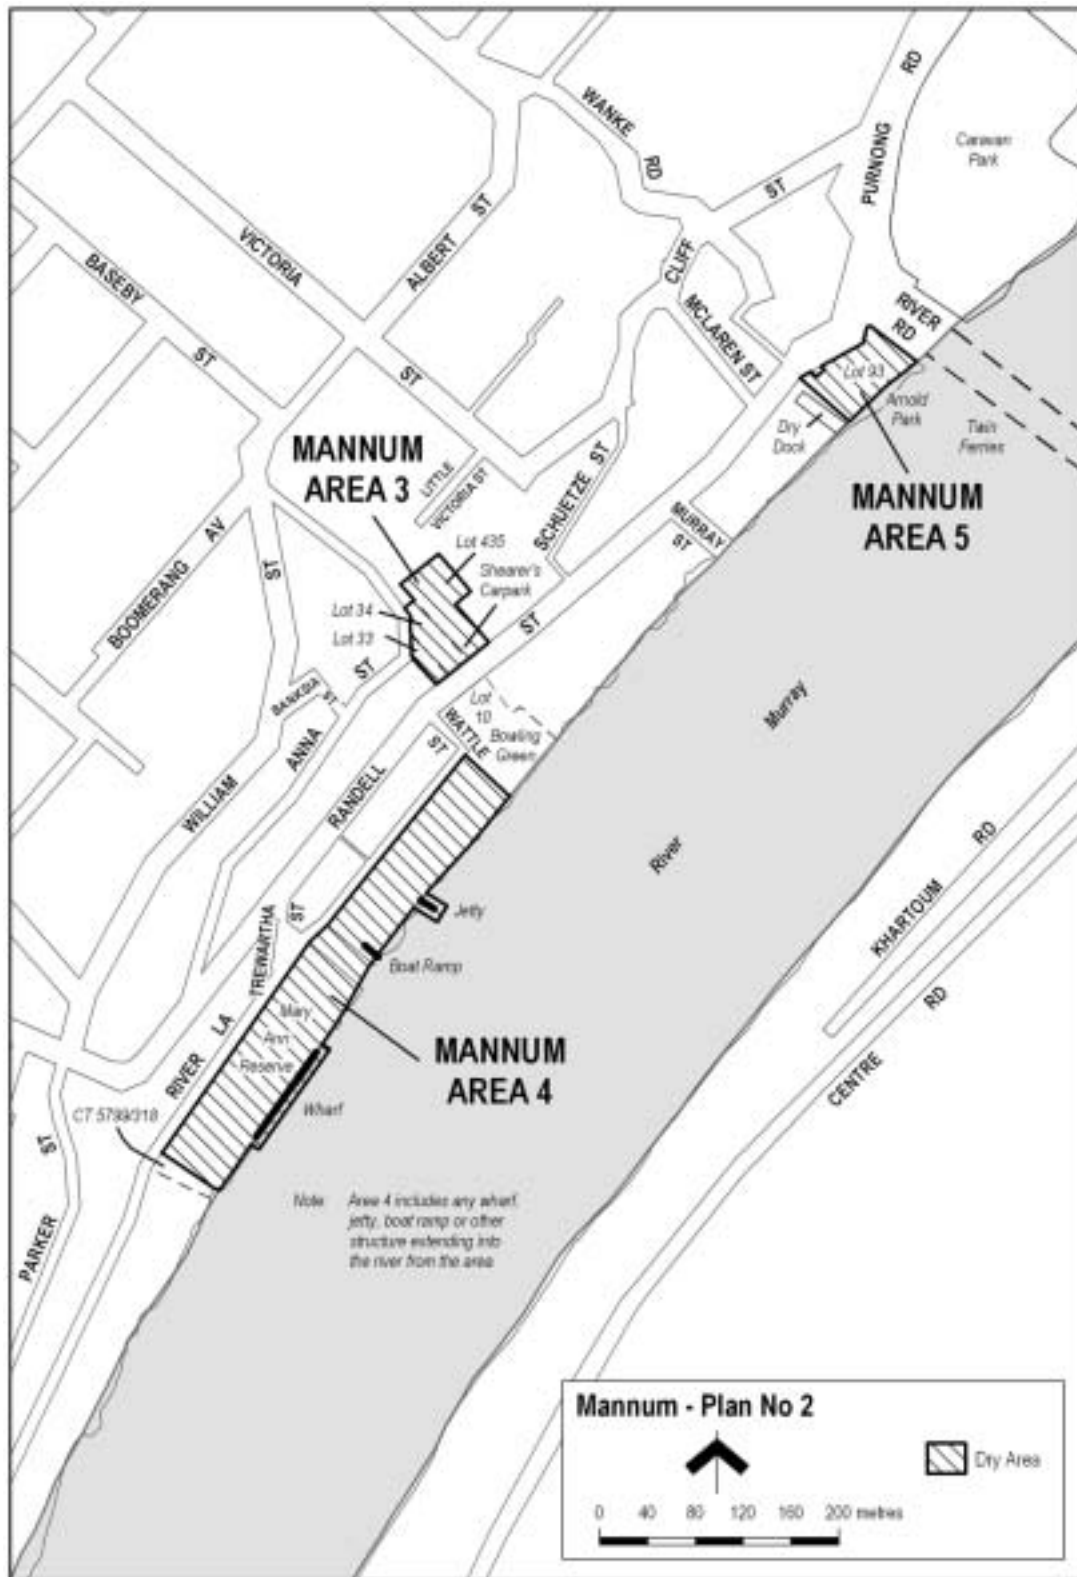 WANKE
RD
RD
PURNONG
Caravan
Park
ST
VICTORIA
ALBERT
ST
BASEBY
ST
ST
CLIFF
MCLAREN ST
RIVER
RD
Lot 93
Arnold
Park
Dry
Dock
Twin
Ferries
MANNUM
AREA 3
LITTLE
VICTORIA ST
SCHUETZE ST
MANNUM
AREA 5
MURRAY
ST
Lot 435
Shearer's
Carpark
Lot 34
Lot 33
BOOMERANG AV
ST
ST
ST
BANKSIA
ST
ANNA
WILLIAM
Lot
10
Bowling
Green
WATTLE
ST
RANDELL
Murray
River
KHARTOUM
RD
TREWARTHA
ST
Jetty
Boat Ramp
Mary
Ann
Reserve
MANNUM
AREA 4
RIVER LA
Wharf
CT 5799/318
CENTRE
RD
PARKER
ST
Note: Area 4 includes any wharf,
jetty, boat ramp or other
structure extending into
the river from the area
Mannum - Plan No 2
Dry Area
0 40 80 120 160 200 metres